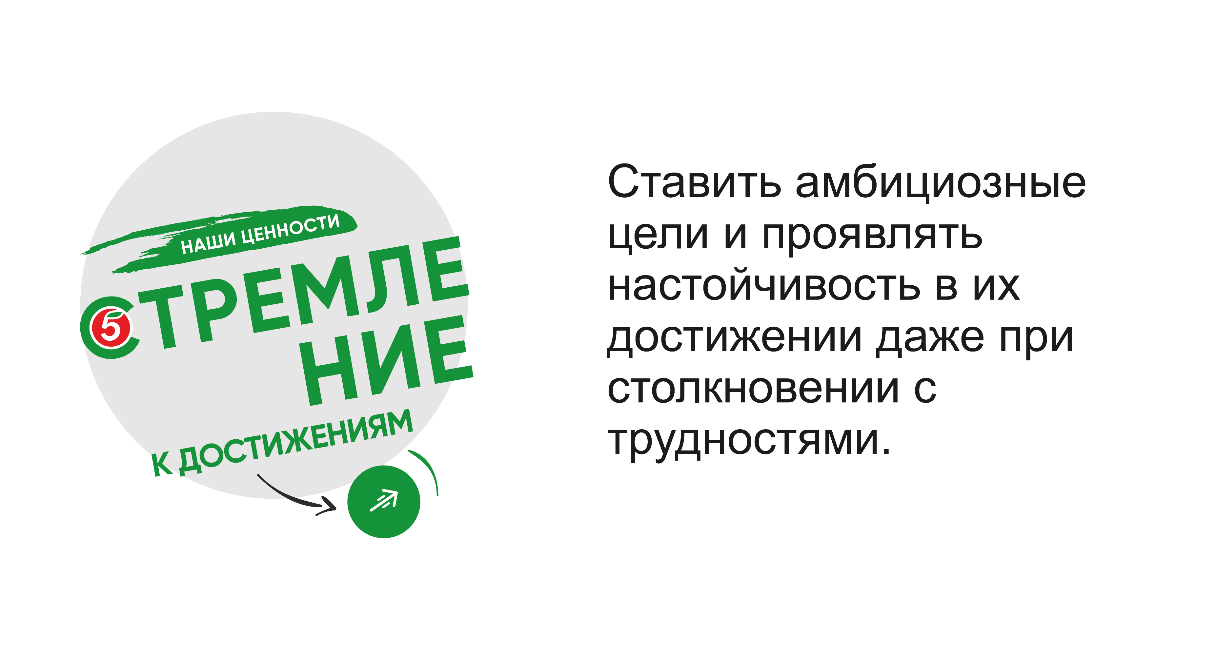 НАШИ ЦЕННОСТИ
СТРЕМЛЕ
НИЕ
К ДОСТИЖЕНИЯМ
5
Ставить амбициозные
цели и проявлять
настойчивость в их
достижении даже при
столкновении с
трудностями.